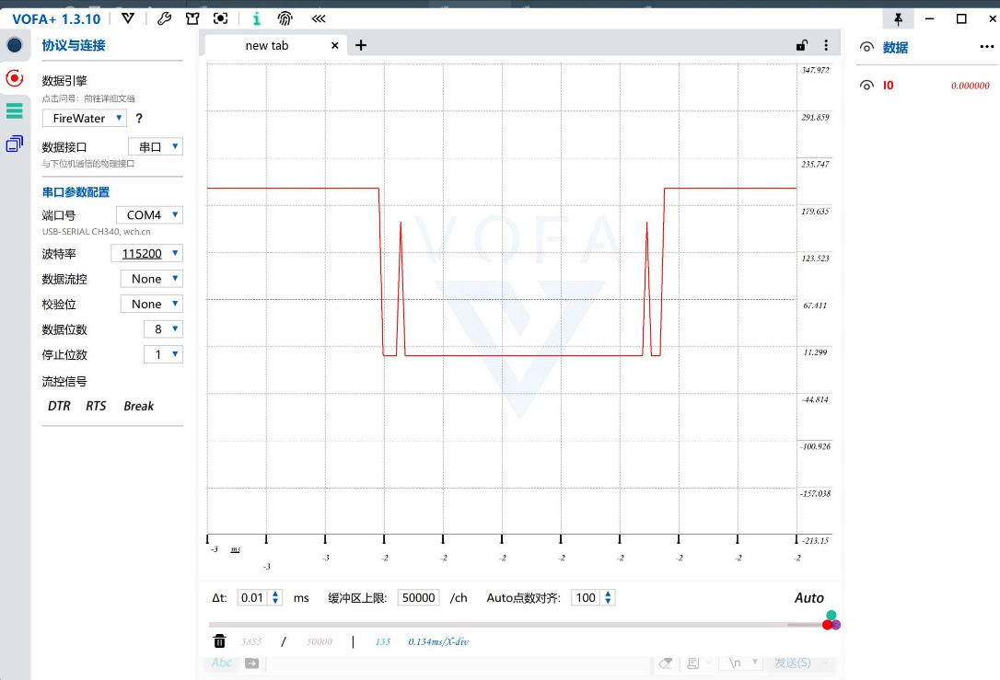 VOFA+ 1.3.10
协议与连接
数据引擎
点击问号：前往详细文档
FireWater ?
数据接口 串口
与下位机通信的物理接口
串口参数配置
端口号 COM4
USB-SERIAL CH340, wch.cn
波特率 115200
数据流控 None
校验位 None
数据位数 8
停止位数 1
流控信号
DTR RTS Break
new tab
VOFA
347.972
291.859
235.747
179.635
123.523
67.411
11.299
-44.814
-100.926
-157.038
-213.15
-3 ms -3 -3 -2 -2 -2 -2 -2 -2 -2 -2
Δt: 0.01 ms 缓冲区上限: 50000 /ch Auto点数对齐: 100 Auto
3855 / 50000 | 135 0.134ms/X-div
Abc \n 发送(S)
数据
I0 0.000000